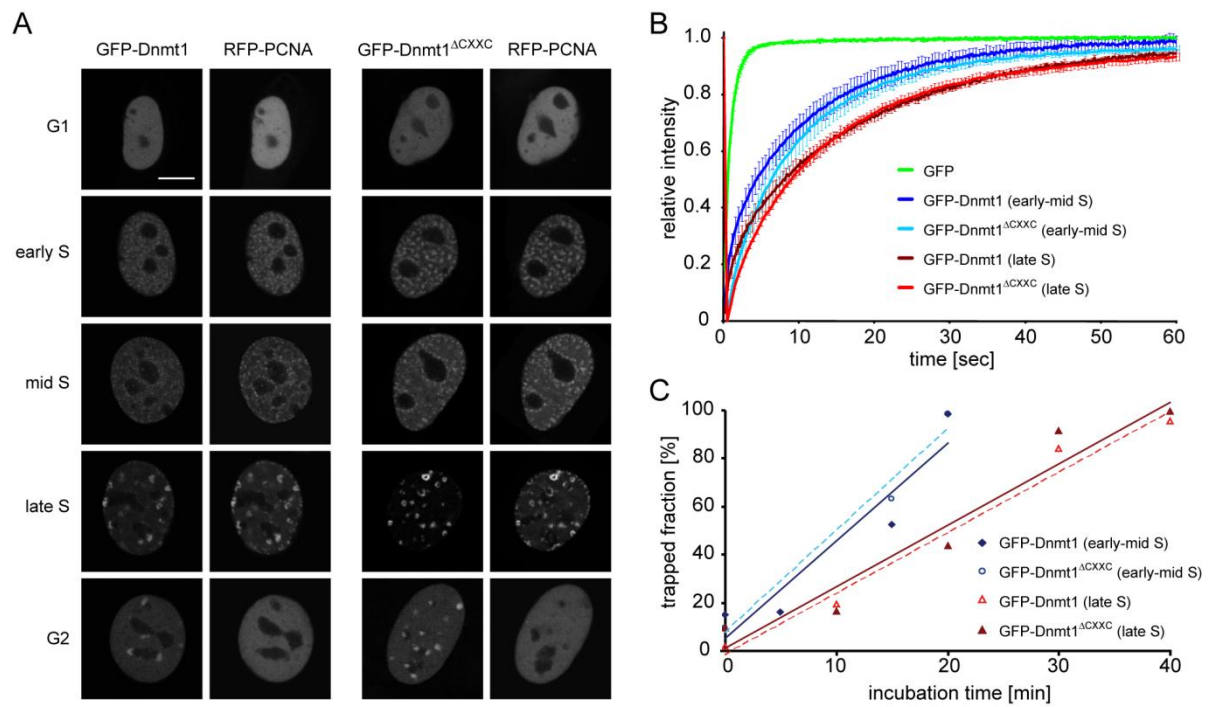 A
GFP-Dnmt1
RFP-PCNA
GFP-Dnmt1ΔCXXC
RFP-PCNA
G1
early S
mid S
late S
G2
B
relative intensity
1.0
0.8
0.6
0.4
0.2
0
0
10
20
30
40
50
60
time [sec]
GFP
GFP-Dnmt1 (early-mid S)
GFP-Dnmt1ΔCXXC (early-mid S)
GFP-Dnmt1 (late S)
GFP-Dnmt1ΔCXXC (late S)
C
trapped fraction [%]
100
80
60
40
20
0
0
10
20
30
40
incubation time [min]
GFP-Dnmt1 (early-mid S)
GFP-Dnmt1ΔCXXC (early-mid S)
GFP-Dnmt1 (late S)
GFP-Dnmt1ΔCXXC (late S)